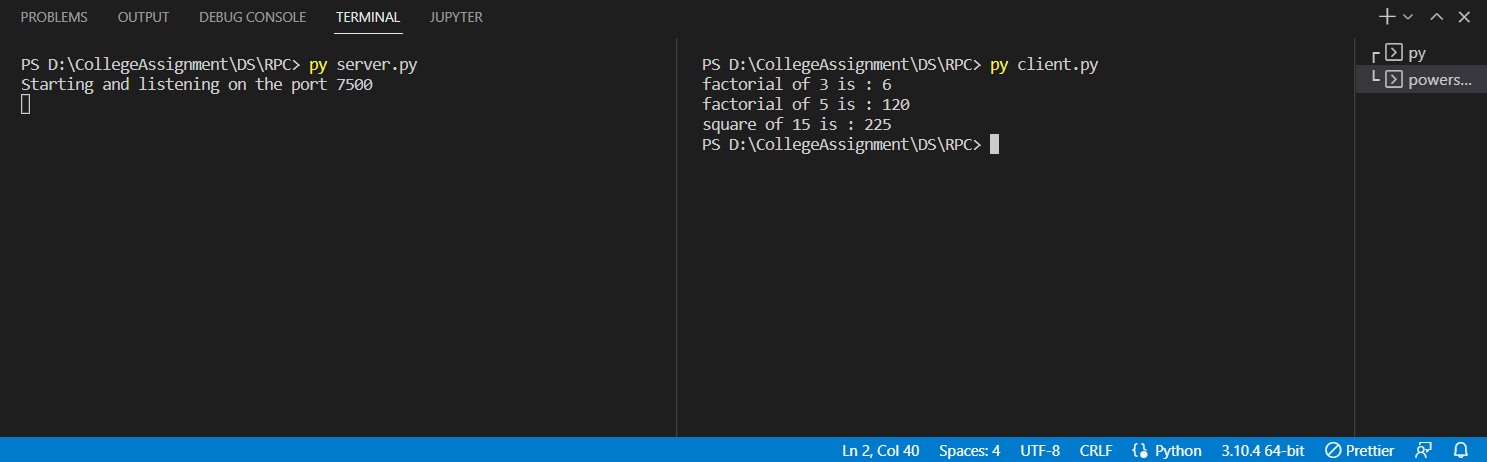 PROBLEMS OUTPUT DEBUG CONSOLE TERMINAL JUPYTER
PS D:\CollegeAssignment\DS\RPC> py server.py
Starting and listening on the port 7500
PS D:\CollegeAssignment\DS\RPC> py client.py
factorial of 3 is : 6
factorial of 5 is : 120
square of 15 is : 225
PS D:\CollegeAssignment\DS\RPC>
py
powers...
Ln 2, Col 40 Spaces: 4 UTF-8 CRLF Python 3.10.4 64-bit Prettier